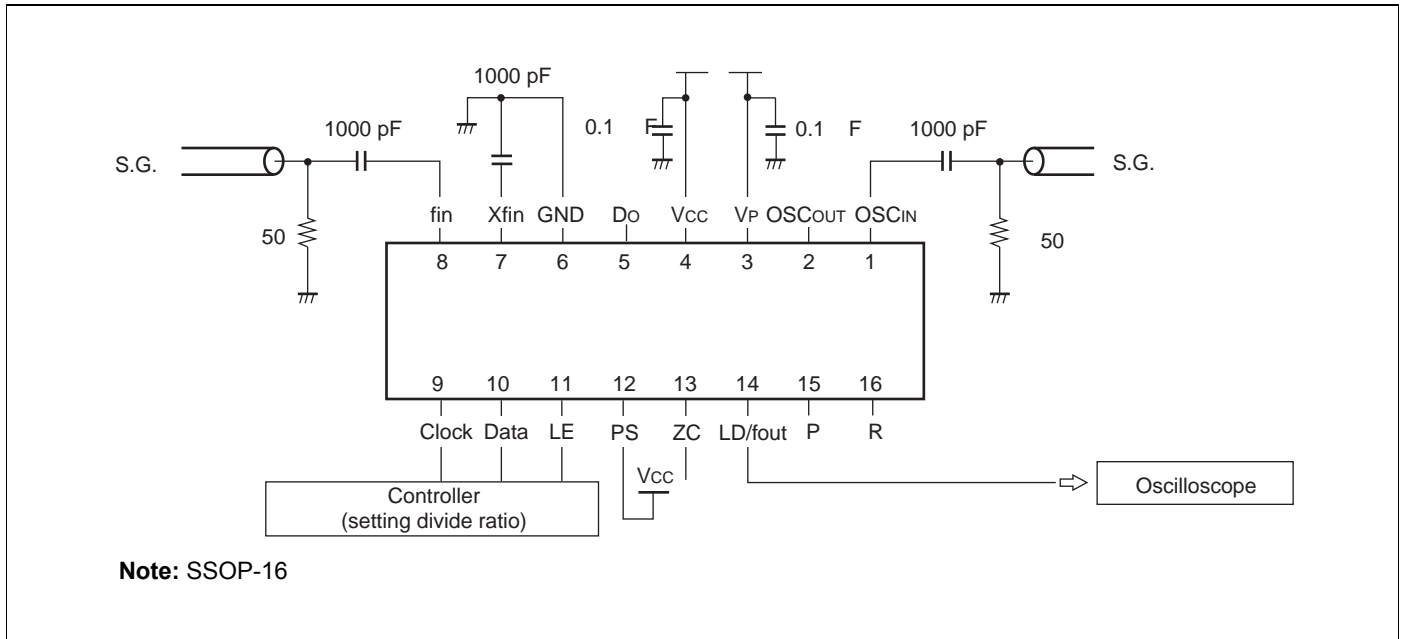 1000 pF
1000 pF
0.1 F
0.1 F
1000 pF
S.G.
S.G.
50
50
fin Xfin GND DO VCC VP OSCOUT OSCIN
8 7 6 5 4 3 2 1
9 10 11 12 13 14 15 16
Clock Data LE PS ZC LD/fout P R
VCC
Controller
(setting divide ratio)
Oscilloscope
Note: SSOP-16